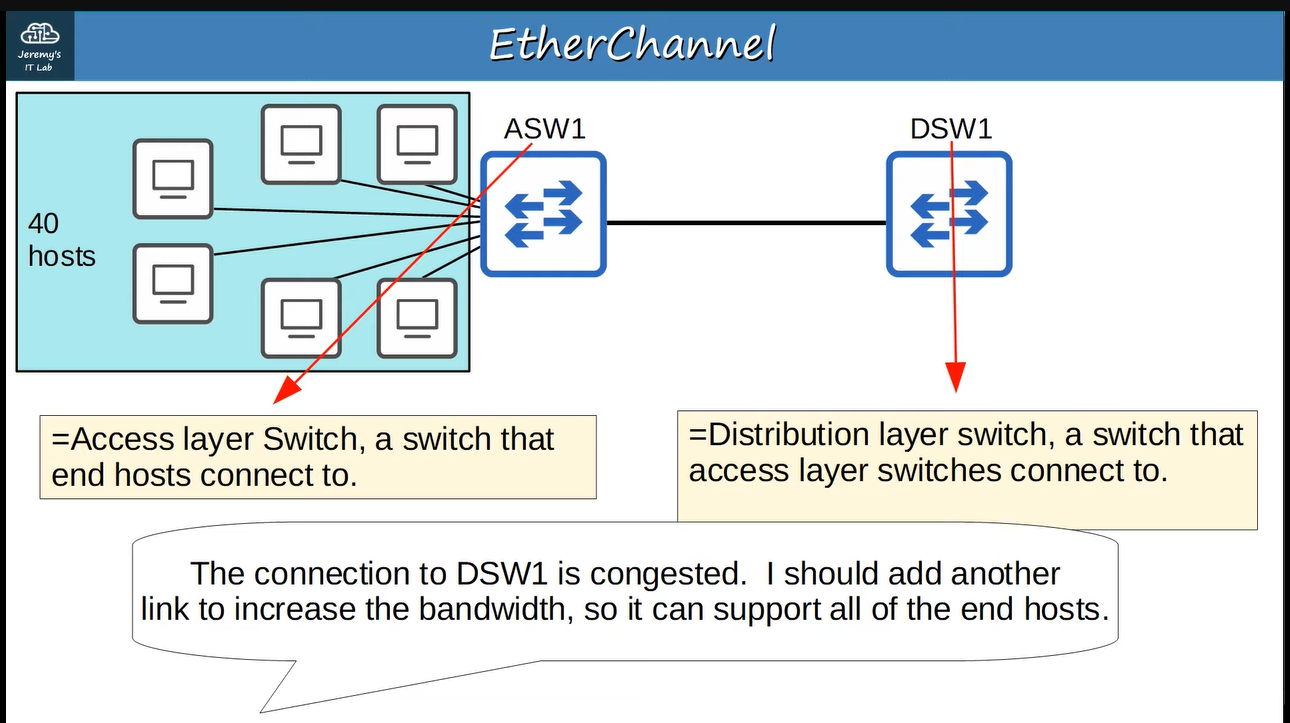 Jeremy's
IT Lab
EtherChannel
40
hosts
ASW1
DSW1
=Access layer Switch, a switch that
end hosts connect to.
=Distribution layer switch, a switch that
access layer switches connect to.
The connection to DSW1 is congested.  I should add another
link to increase the bandwidth, so it can support all of the end hosts.